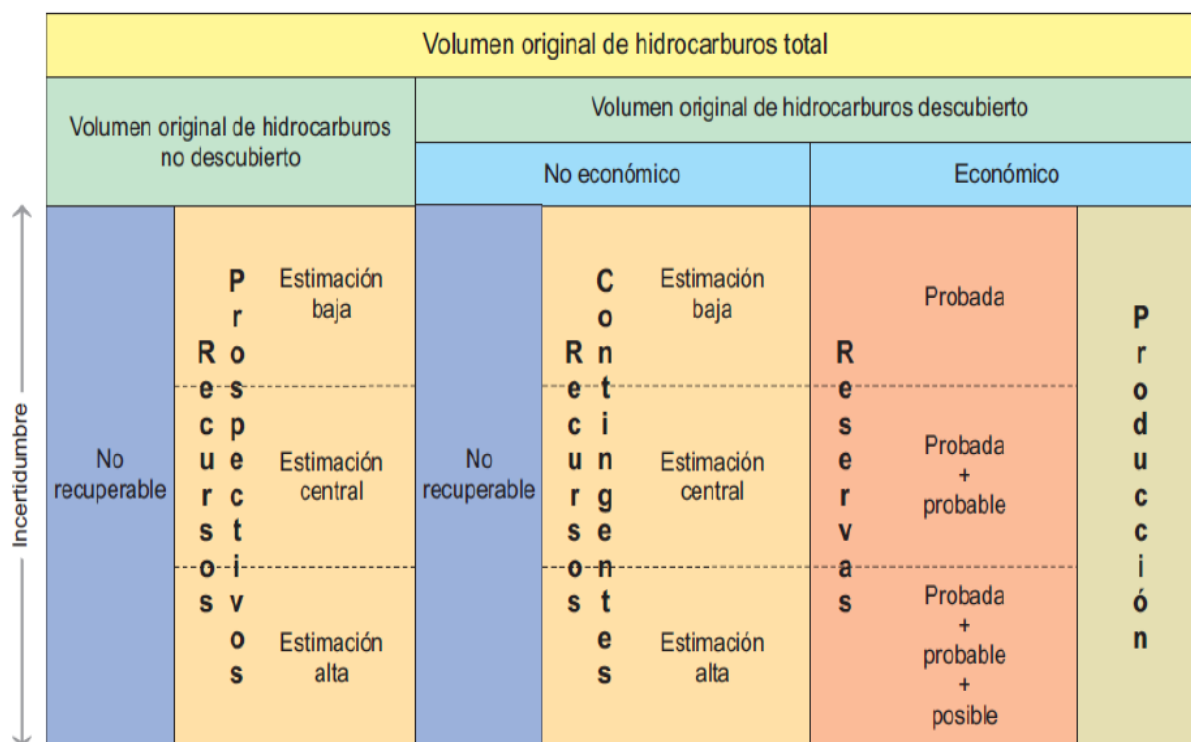 Volumen original de hidrocarburos total
Volumen original de hidrocarburos
no descubierto
Volumen original de hidrocarburos descubierto
No económico
Económico
Incertidumbre
No
recuperable
Recursos
Prospectivos
Estimación
baja
Estimación
central
Estimación
alta
No
recuperable
Recursos
Contingentes
Estimación
baja
Estimación
central
Estimación
alta
Reservas
Probada
Probada
+
probable
Probada
+
probable
+
posible
Producción